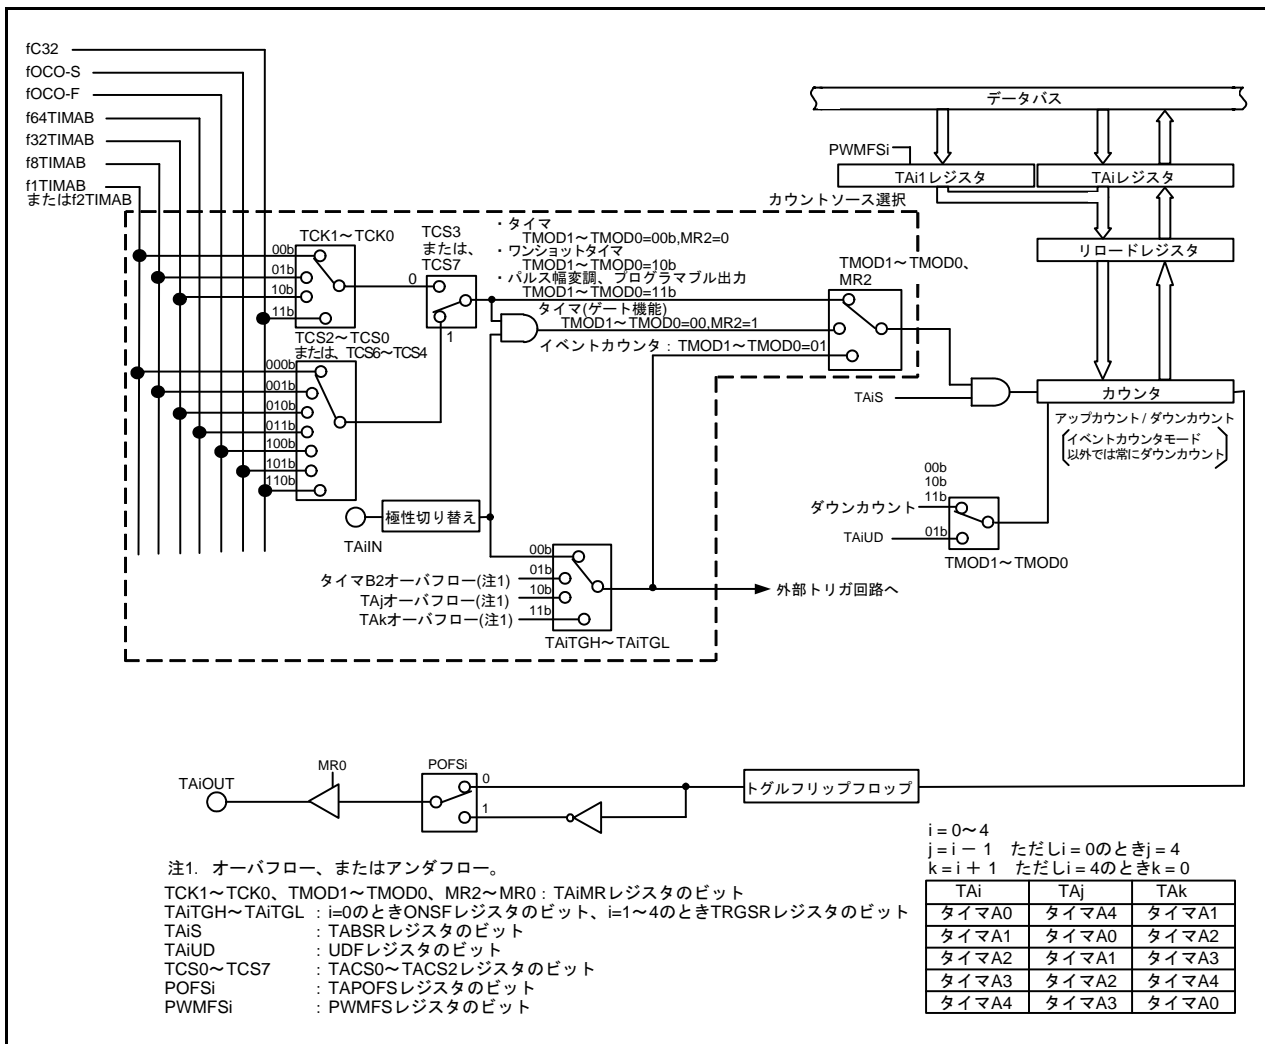 fC32
fOCO-S
fOCO-F
f64TIMAB
f32TIMAB
f8TIMAB
f1TIMAB
またはf2TIMAB
データバス
PWMFSi
TAi1レジスタ
TAiレジスタ
リロードレジスタ
カウントソース選択
TCK1～TCK0
00b
01b
10b
11b
TCS3
または、
TCS7
0
1
・タイマ
TMOD1～TMOD0=00b,MR2=0
・ワンショットタイマ
TMOD1～TMOD0=10b
・パルス幅変調、プログラマブル出力
TMOD1～TMOD0=11b
タイマ(ゲート機能)
TMOD1～TMOD0=00,MR2=1
イベントカウンタ：TMOD1～TMOD0=01
TMOD1～TMOD0、
MR2
TCS2～TCS0
または、TCS6～TCS4
000b
001b
010b
011b
100b
101b
110b
TAiS
カウンタ
アップカウント / ダウンカウント
イベントカウンタモード
以外では常にダウンカウント
00b
10b
11b
ダウンカウント
TAiUD
01b
TMOD1～TMOD0
TAiIN
極性切り替え
00b
タイマB2オーバフロー(注1)
01b
TAjオーバフロー(注1)
10b
TAkオーバフロー(注1)
11b
TAiTGH～TAiTGL
外部トリガ回路へ
TAiOUT
MR0
POFSi
0
1
トグルフリップフロップ
注1. オーバフロー、またはアンダフロー。
TCK1～TCK0、TMOD1～TMOD0、MR2～MR0：TAiMRレジスタのビット
TAiTGH～TAiTGL：i=0のときONSFレジスタのビット、i=1～4のときTRGSRレジスタのビット
TAiS：TABSRレジスタのビット
TAiUD：UDFレジスタのビット
TCS0～TCS7：TACS0～TACS2レジスタのビット
POFSi：TAPOFSレジスタのビット
PWMFSi：PWMFSレジスタのビット
i = 0～4
j = i － 1　ただしi = 0のときj = 4
k = i ＋ 1　ただしi = 4のときk = 0
TAi TAj TAk
タイマA0 タイマA4 タイマA1
タイマA1 タイマA0 タイマA2
タイマA2 タイマA1 タイマA3
タイマA3 タイマA2 タイマA4
タイマA4 タイマA3 タイマA0